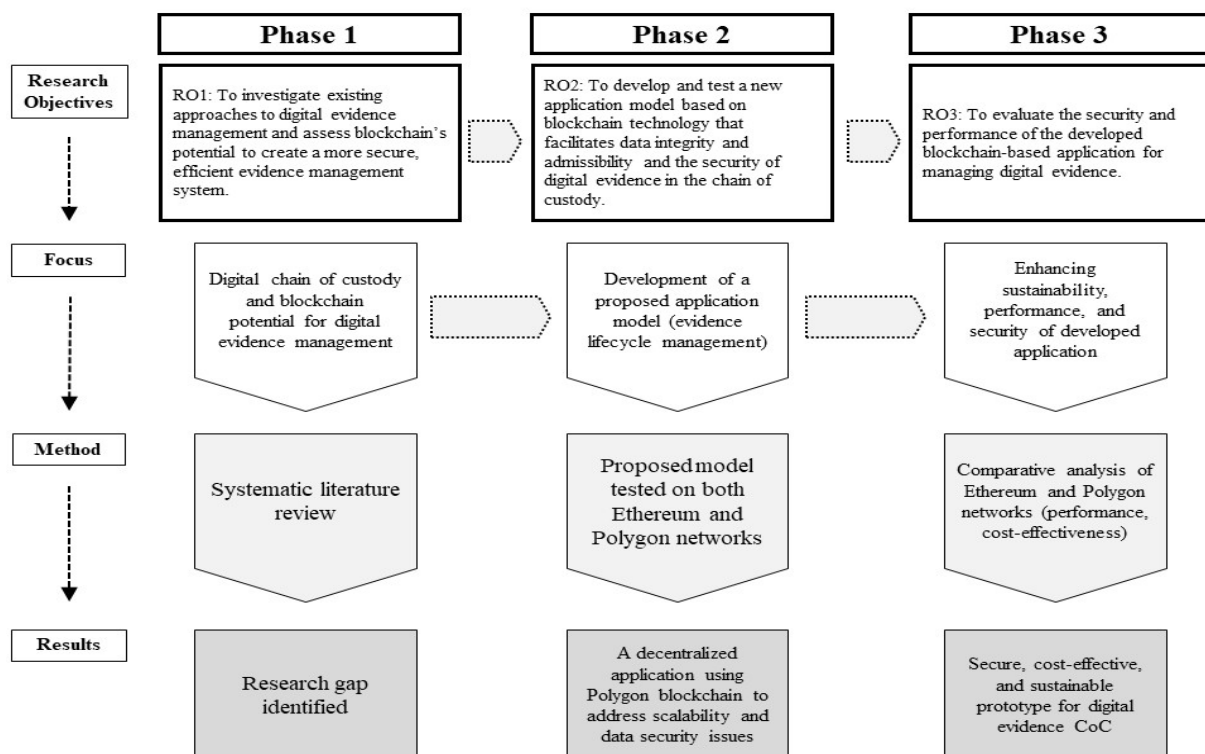 Phase 1
Phase 2
Phase 3
Research
Objectives
RO1: To investigate existing
approaches to digital evidence
management and assess blockchain's
potential to create a more secure,
efficient evidence management
system.
RO2: To develop and test a new
application model based on
blockchain technology that
facilitates data integrity and
admissibility and the security of
digital evidence in the chain of
custody.
RO3: To evaluate the security and
performance of the developed
blockchain-based application for
managing digital evidence.
Focus
Digital chain of custody
and blockchain
potential for digital
evidence management
Development of a
proposed application
model (evidence
lifecycle management)
Enhancing
sustainability,
performance, and
security of developed
application
Method
Systematic literature
review
Proposed model
tested on both
Ethereum and
Polygon networks
Comparative analysis of
Ethereum and Polygon
networks (performance,
cost-effectiveness)
Results
Research gap
identified
A decentralized
application using
Polygon blockchain to
address scalability and
data security issues
Secure, cost-effective,
and sustainable
prototype for digital
evidence CoC